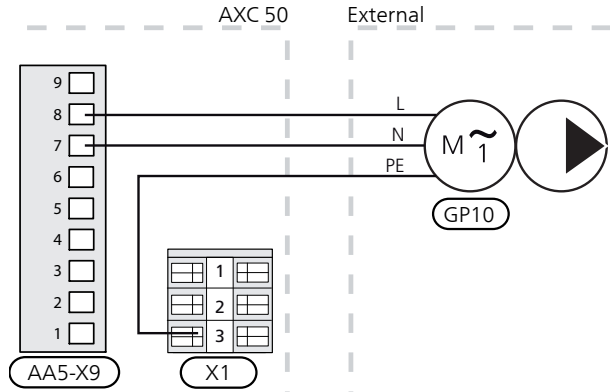 AXC 50 External
9
8 L
7 N
6 PE
5
4
3
2
1
M ~ 1
GP10
1
2
3
AA5-X9
X1